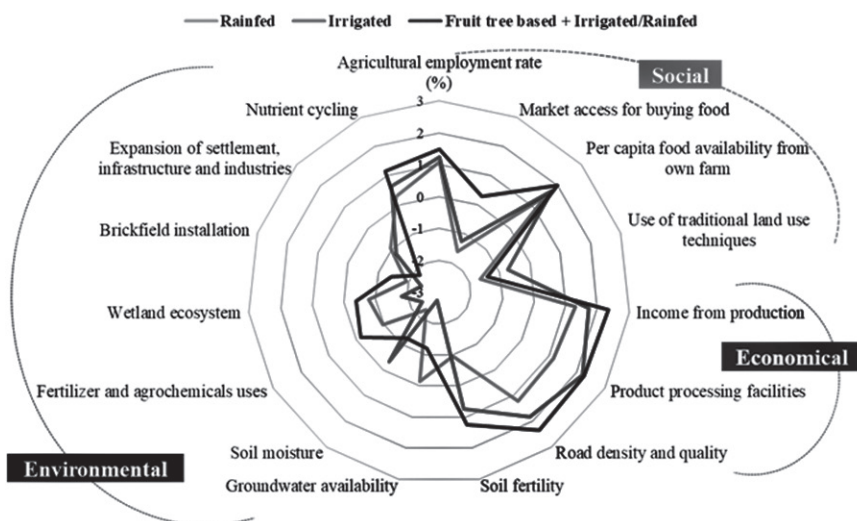 Rainfed Irrigated Fruit tree based + Irrigated/Rainfed
Agricultural employment rate
(%)
Social
Nutrient cycling
Market access for buying food
Expansion of settlement,
infrastructure and industries
Per capita food availability from
own farm
Brickfield installation
Use of traditional land use
techniques
3
2
1
0
-1
-2
-3
Wetland ecosystem
Income from production
Economical
Fertilizer and agrochemicals uses
Product processing facilities
Soil moisture
Road density and quality
Environmental
Groundwater availability
Soil fertility